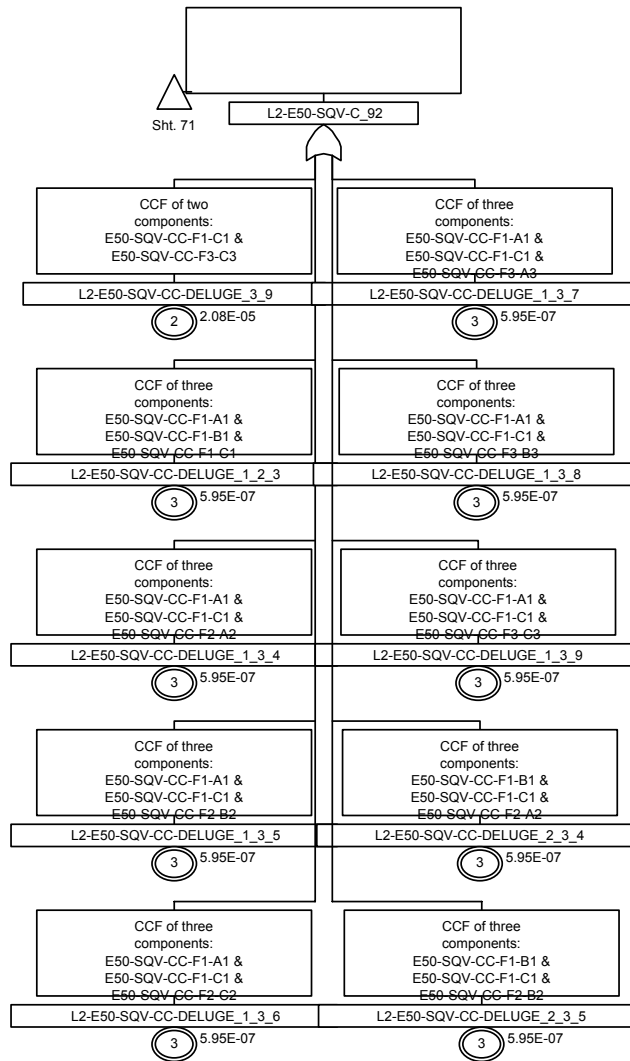 L2-E50-SQV-C_92
Sht. 71
CCF of two
components:
E50-SQV-CC-F1-C1 &
E50-SQV-CC-F3-C3
L2-E50-SQV-CC-DELUGE_3_9
2
2.08E-05
CCF of three
components:
E50-SQV-CC-F1-A1 &
E50-SQV-CC-F1-C1 &
E50-SQV-CC-F3-A3
L2-E50-SQV-CC-DELUGE_1_3_7
3
5.95E-07
CCF of three
components:
E50-SQV-CC-F1-A1 &
E50-SQV-CC-F1-B1 &
E50-SQV-CC-F1-C1
L2-E50-SQV-CC-DELUGE_1_2_3
3
5.95E-07
CCF of three
components:
E50-SQV-CC-F1-A1 &
E50-SQV-CC-F1-C1 &
E50-SQV-CC-F3-B3
L2-E50-SQV-CC-DELUGE_1_3_8
3
5.95E-07
CCF of three
components:
E50-SQV-CC-F1-A1 &
E50-SQV-CC-F1-C1 &
E50-SQV-CC-F2-A2
L2-E50-SQV-CC-DELUGE_1_3_4
3
5.95E-07
CCF of three
components:
E50-SQV-CC-F1-A1 &
E50-SQV-CC-F1-C1 &
E50-SQV-CC-F3-C3
L2-E50-SQV-CC-DELUGE_1_3_9
3
5.95E-07
CCF of three
components:
E50-SQV-CC-F1-A1 &
E50-SQV-CC-F1-C1 &
E50-SQV-CC-F2-B2
L2-E50-SQV-CC-DELUGE_1_3_5
3
5.95E-07
CCF of three
components:
E50-SQV-CC-F1-B1 &
E50-SQV-CC-F1-C1 &
E50-SQV-CC-F2-A2
L2-E50-SQV-CC-DELUGE_2_3_4
3
5.95E-07
CCF of three
components:
E50-SQV-CC-F1-A1 &
E50-SQV-CC-F1-C1 &
E50-SQV-CC-F2-C2
L2-E50-SQV-CC-DELUGE_1_3_6
3
5.95E-07
CCF of three
components:
E50-SQV-CC-F1-B1 &
E50-SQV-CC-F1-C1 &
E50-SQV-CC-F2-B2
L2-E50-SQV-CC-DELUGE_2_3_5
3
5.95E-07